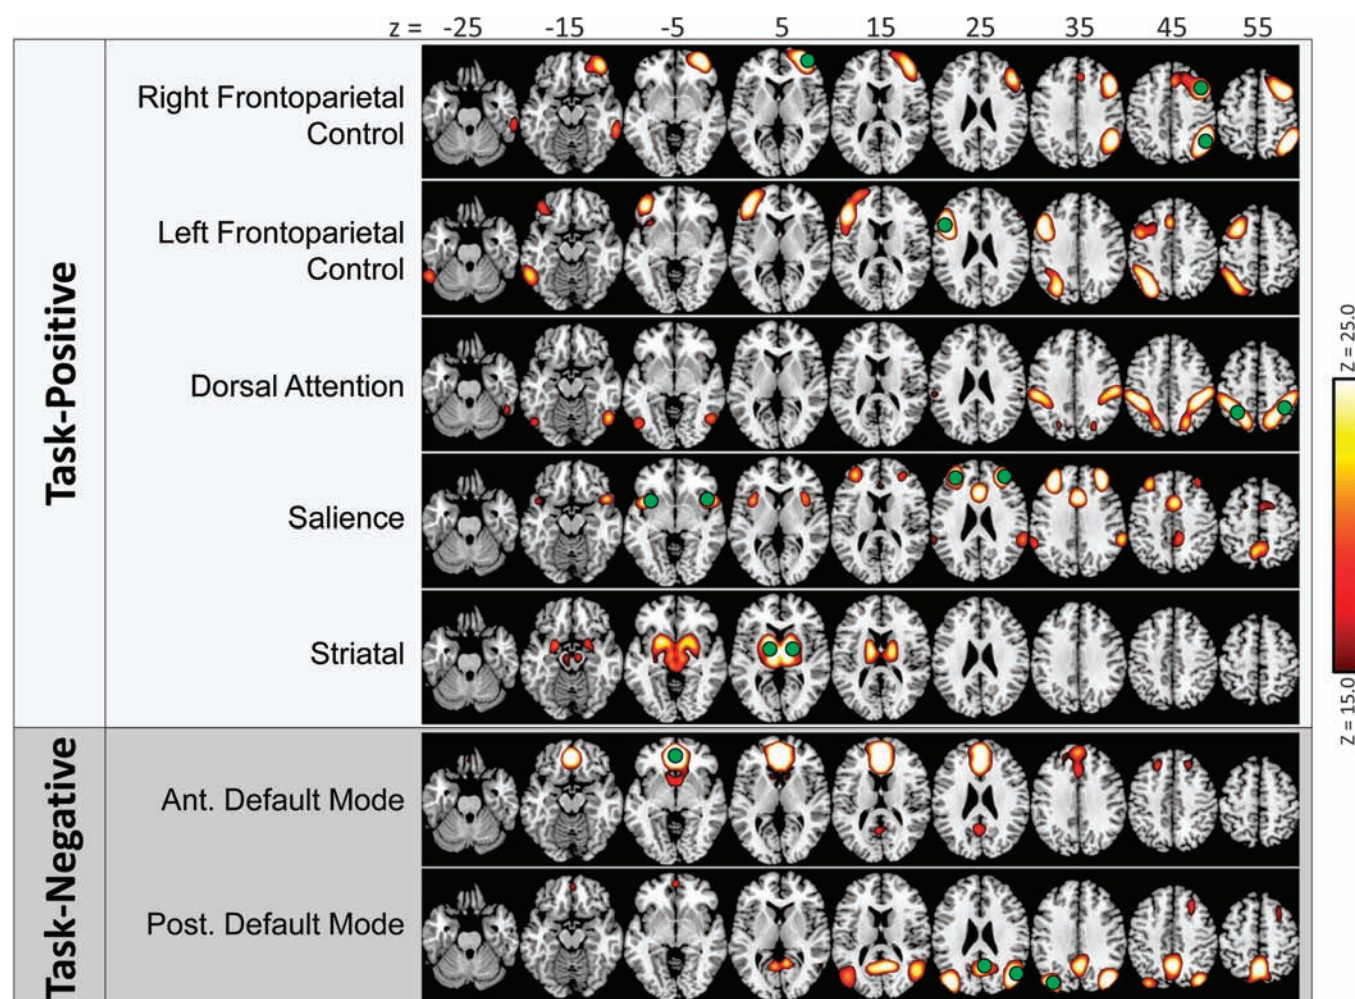 z = -25 -15 -5 5 15 25 35 45 55
Task-Positive
Right Frontoparietal
Control
Left Frontoparietal
Control
Dorsal Attention
Salience
Striatal
Task-Negative
Ant. Default Mode
Post. Default Mode
Z = 25.0
Z = 15.0